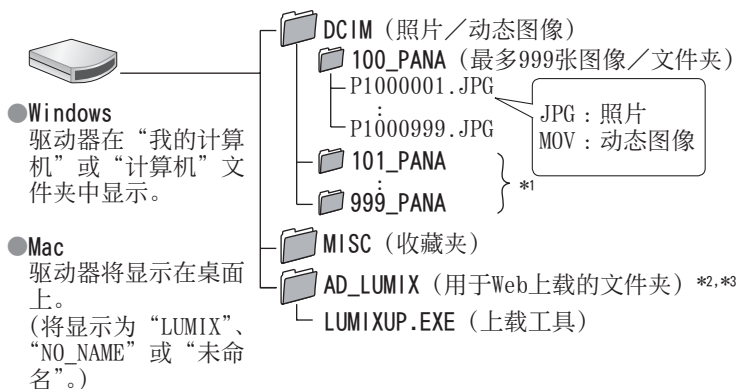 DCIM（照片／动态图像）
100_PANA（最多999张图像／文件夹）
P1000001.JPG
:
P1000999.JPG
JPG：照片
MOV：动态图像
101_PANA
:
999_PANA
*1
MISC（收藏夹）
AD_LUMIX（用于Web上载的文件夹）*2,*3
LUMIXUP.EXE（上载工具）
●Windows
驱动器在“我的计算
机”或“计算机”文
件夹中显示。
●Mac
驱动器将显示在桌面
上。
(将显示为“LUMIX”、
“NO_NAME”或“未命
名”。)